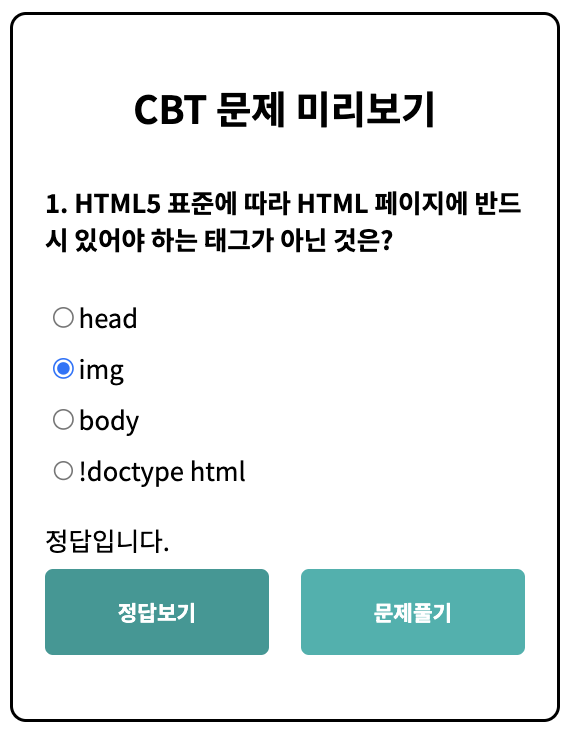 CBT 문제 미리보기
1. HTML5 표준에 따라 HTML 페이지에 반드
시 있어야 하는 태그가 아닌 것은?
head
img
body
!doctype html
정답입니다.
정답보기
문제풀기